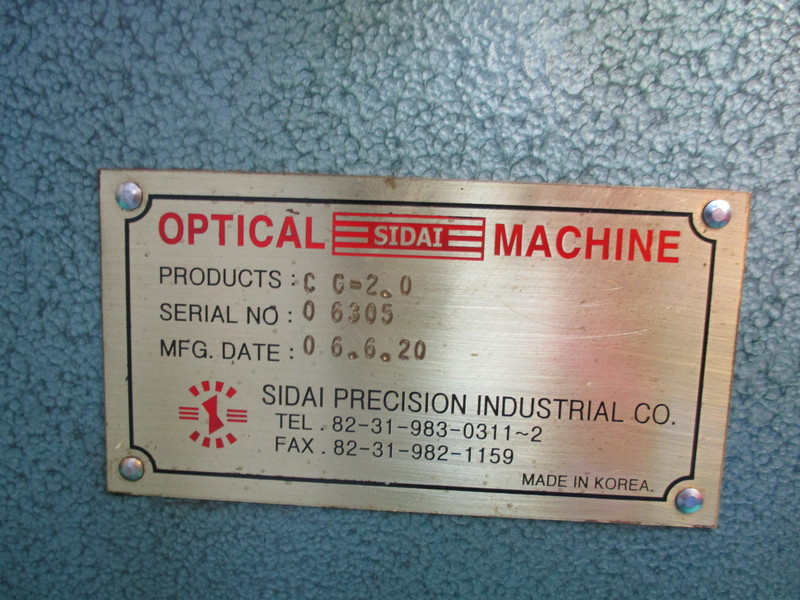 OPTICAL SIDAI MACHINE
PRODUCTS : C G-2.0
SERIAL NO : 0 6305
MFG. DATE : 0 6.6.20
SIDAI PRECISION INDUSTRIAL CO.
TEL . 82-31-983-0311~2
FAX . 82-31-982-1159
MADE IN KOREA.